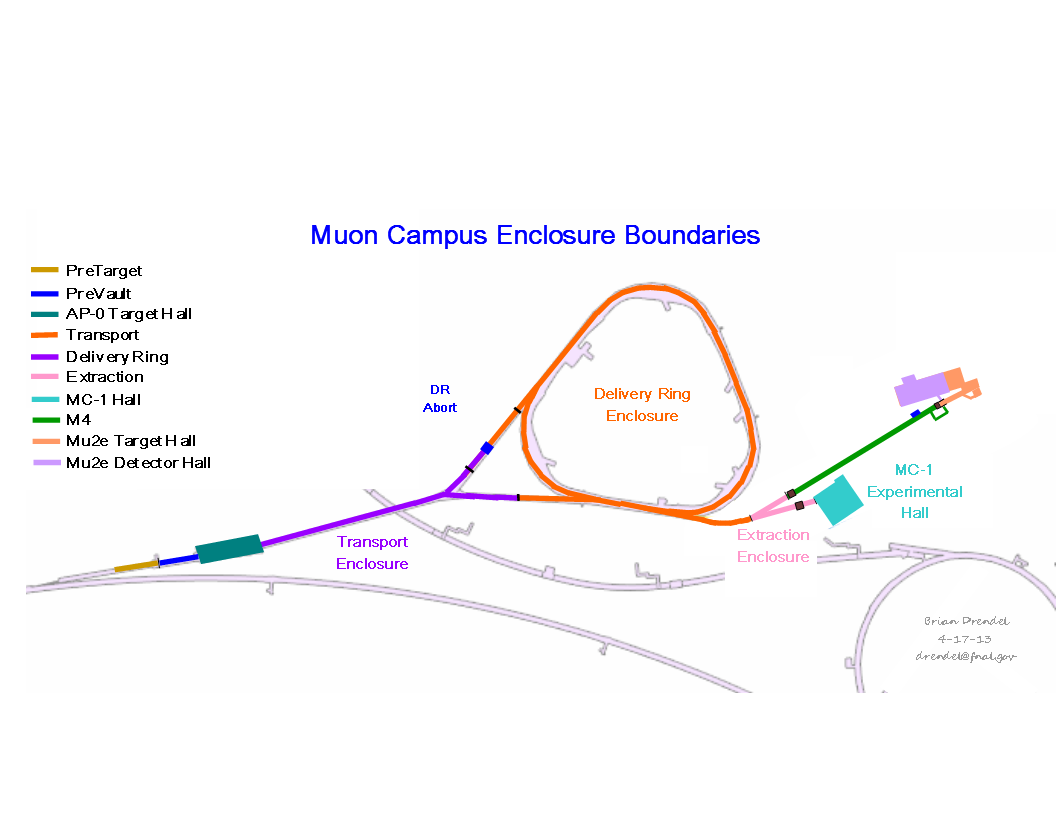 Muon Campus Enclosure Boundaries
PreTarget
PreVault
AP-0 Target Hall
Transport
Delivery Ring
Extraction
MC-1 Hall
M4
Mu2e Target Hall
Mu2e Detector Hall
DR
Abort
Delivery Ring
Enclosure
MC-1
Experimental
Hall
Transport
Enclosure
Extraction
Enclosure
Brian Drendel
4-17-13
drendel@fnal.gov